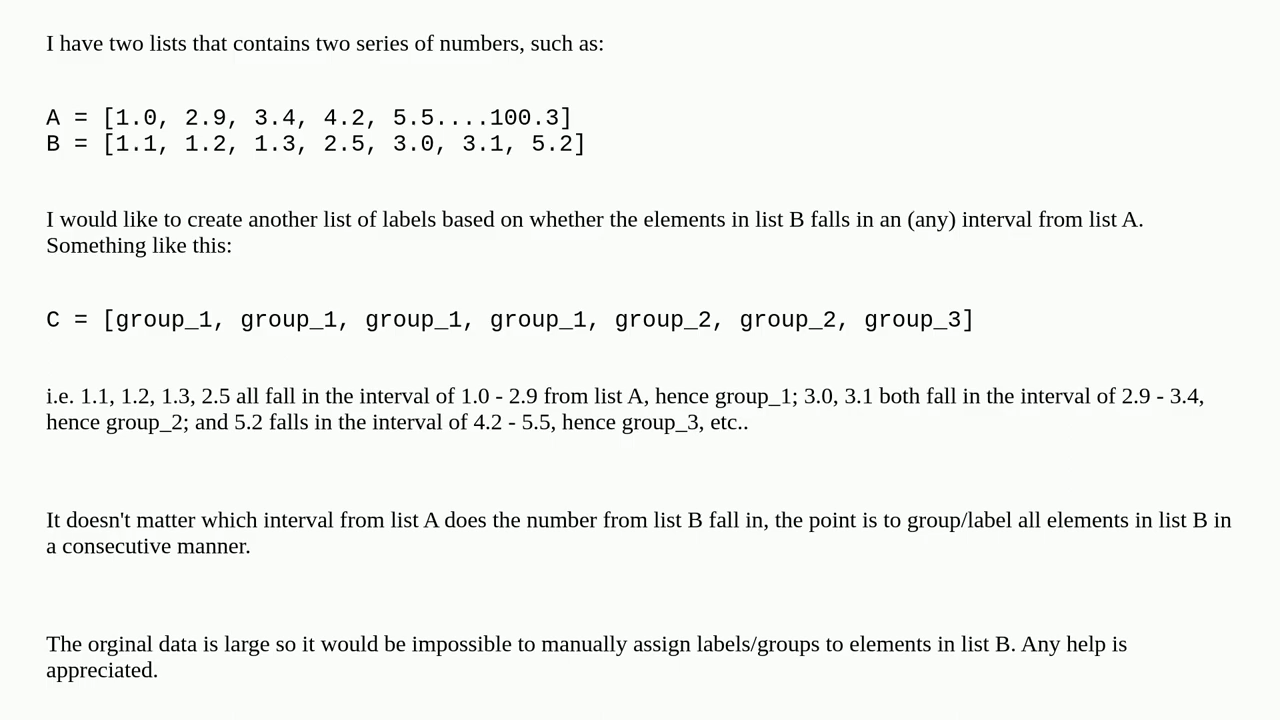 I have two lists that contains two series of numbers, such as:
A = [1.0, 2.9, 3.4, 4.2, 5.5....100.3]
B = [1.1, 1.2, 1.3, 2.5, 3.0, 3.1, 5.2]
I would like to create another list of labels based on whether the elements in list B falls in an (any) interval from list A.
Something like this:
C = [group_1, group_1, group_1, group_1, group_2, group_2, group_3]
i.e. 1.1, 1.2, 1.3, 2.5 all fall in the interval of 1.0 - 2.9 from list A, hence group_1; 3.0, 3.1 both fall in the interval of 2.9 - 3.4,
hence group_2; and 5.2 falls in the interval of 4.2 - 5.5, hence group_3, etc..
It doesn't matter which interval from list A does the number from list B fall in, the point is to group/label all elements in list B in
a consecutive manner.
The orginal data is large so it would be impossible to manually assign labels/groups to elements in list B. Any help is
appreciated.